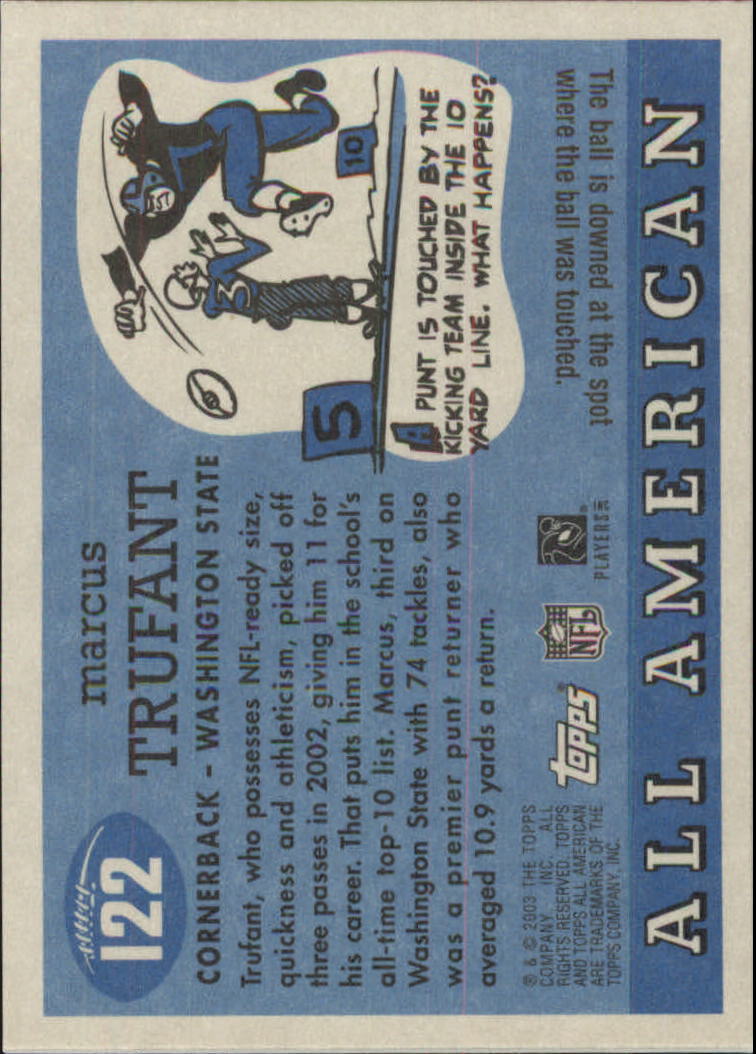 122
marcus
TRUFANT
CORNERBACK - WASHINGTON STATE
Trufant, who possesses NFL-ready size,
quickness and athleticism, picked off
three passes in 2002, giving him 11 for
his career. That puts him in the school's
all-time top-10 list. Marcus, third on
Washington State with 74 tackles, also
was a premier punt returner who
averaged 10.9 yards a return.
10
3
5
A PUNT IS TOUCHED BY THE
KICKING TEAM INSIDE THE 10
YARD LINE. WHAT HAPPENS?
The ball is downed at the spot
where the ball was touched.
® & © 2003 THE TOPPS
COMPANY, INC. ALL
RIGHTS RESERVED. TOPPS
AND TOPPS ALL AMERICAN
ARE TRADEMARKS OF THE
TOPPS COMPANY, INC.
topps
NFL
PLAYERS INC
ALL AMERICAN